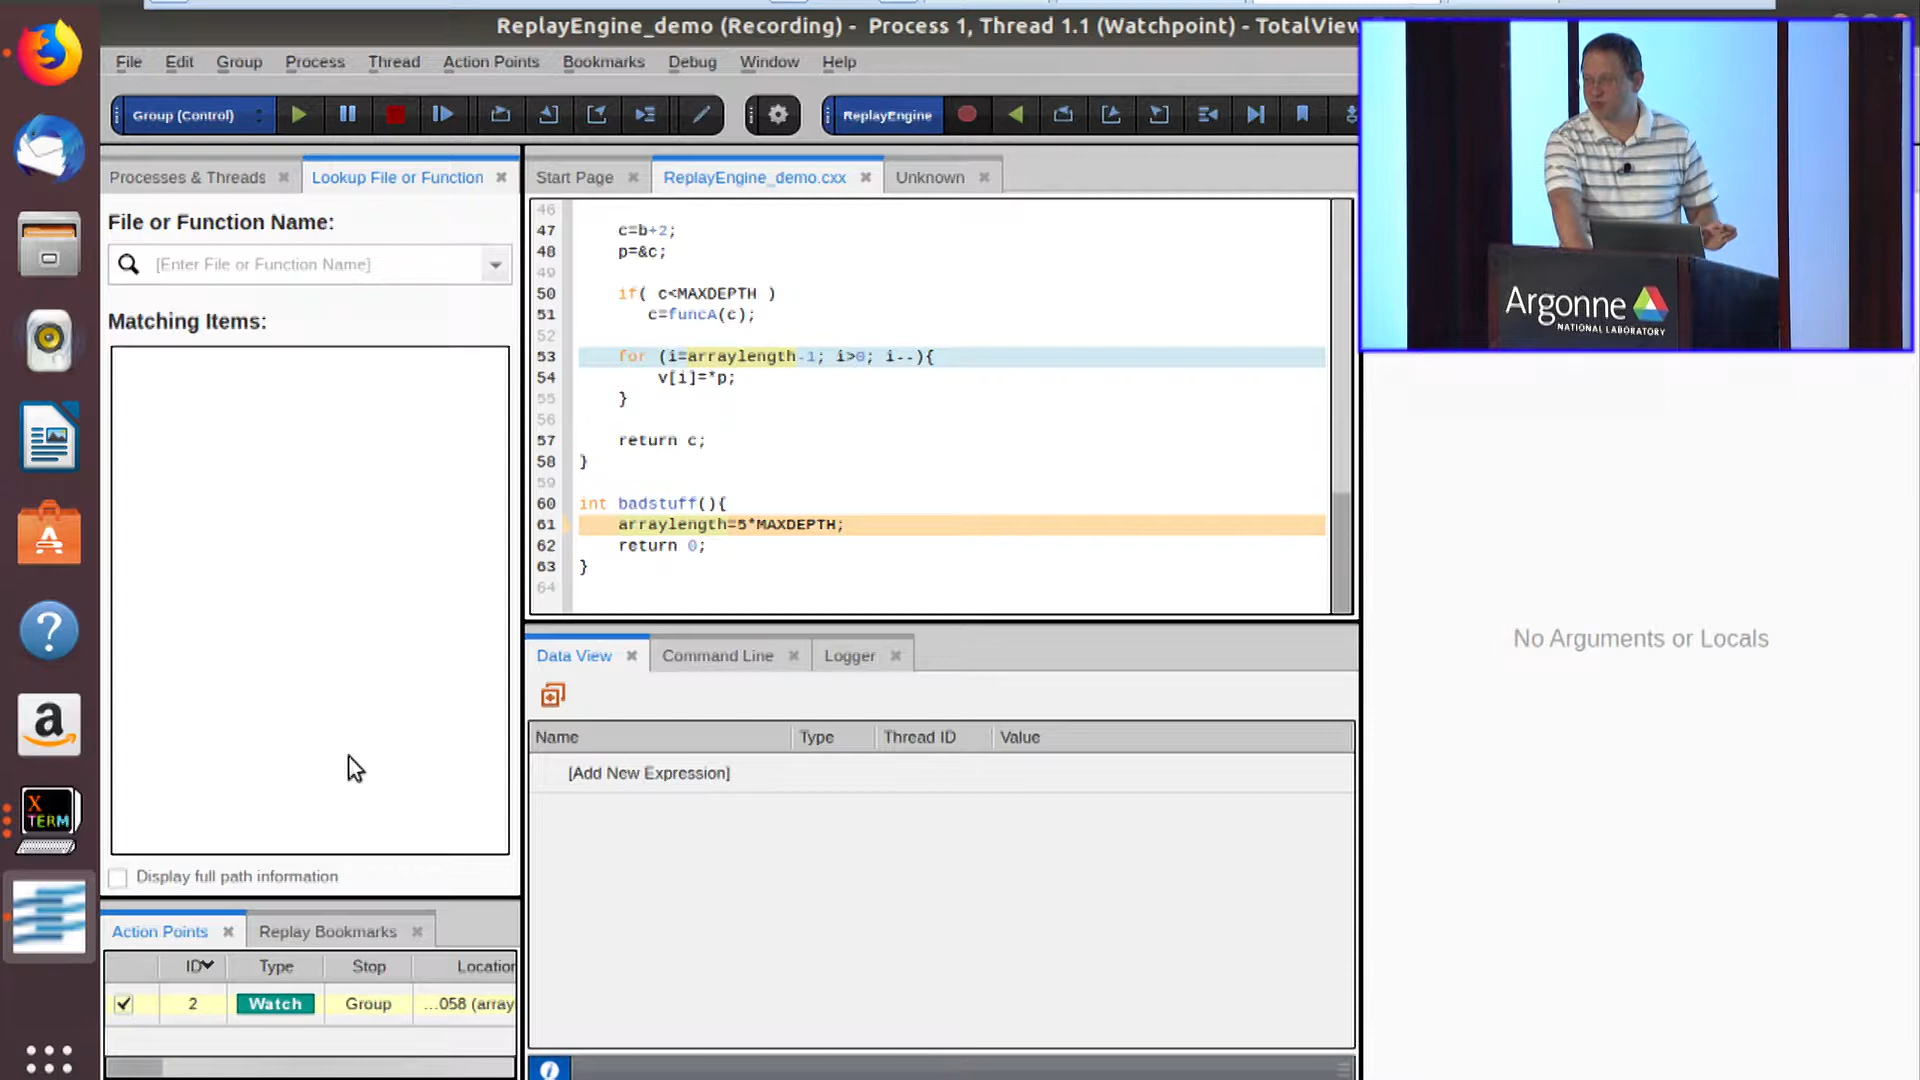 ReplayEngine_demo (Recording) - Process 1, Thread 1.1 (Watchpoint) - TotalView
File Edit Group Process Thread Action Points Bookmarks Debug Window Help
Group (Control)
ReplayEngine
Processes & Threads
Lookup File or Function
File or Function Name:
[Enter File or Function Name]
Matching Items:
Display full path information
Start Page
ReplayEngine_demo.cxx
Unknown
46
47 c=b+2;
48 p=&c;
49
50 if( c<MAXDEPTH )
51 c=funcA(c);
52
53 for (i=arraylength-1; i>0; i--){
54 v[i]=*p;
55 }
56
57 return c;
58 }
59
60 int badstuff(){
61 arraylength=5*MAXDEPTH;
62 return 0;
63 }
64
Data View
Command Line
Logger
Name Type Thread ID Value
[Add New Expression]
Action Points
Replay Bookmarks
ID Type Stop Location
2 Watch Group ...058 (array
Argonne
NATIONAL LABORATORY
No Arguments or Locals
X
TERM
a
A
?